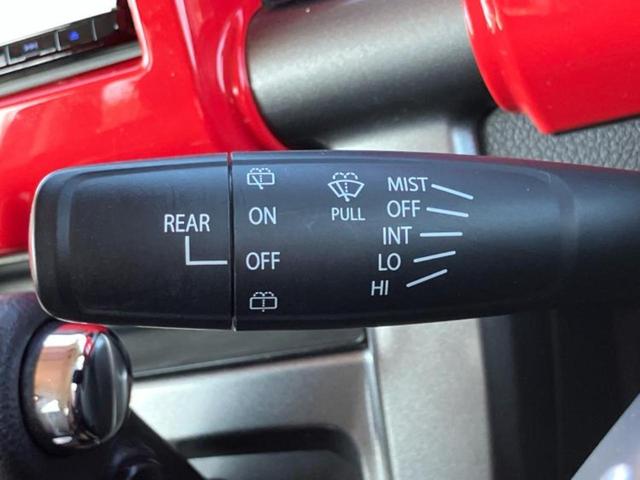 REAR
ON
OFF
PULL
MIST
OFF
INT
LO
HI